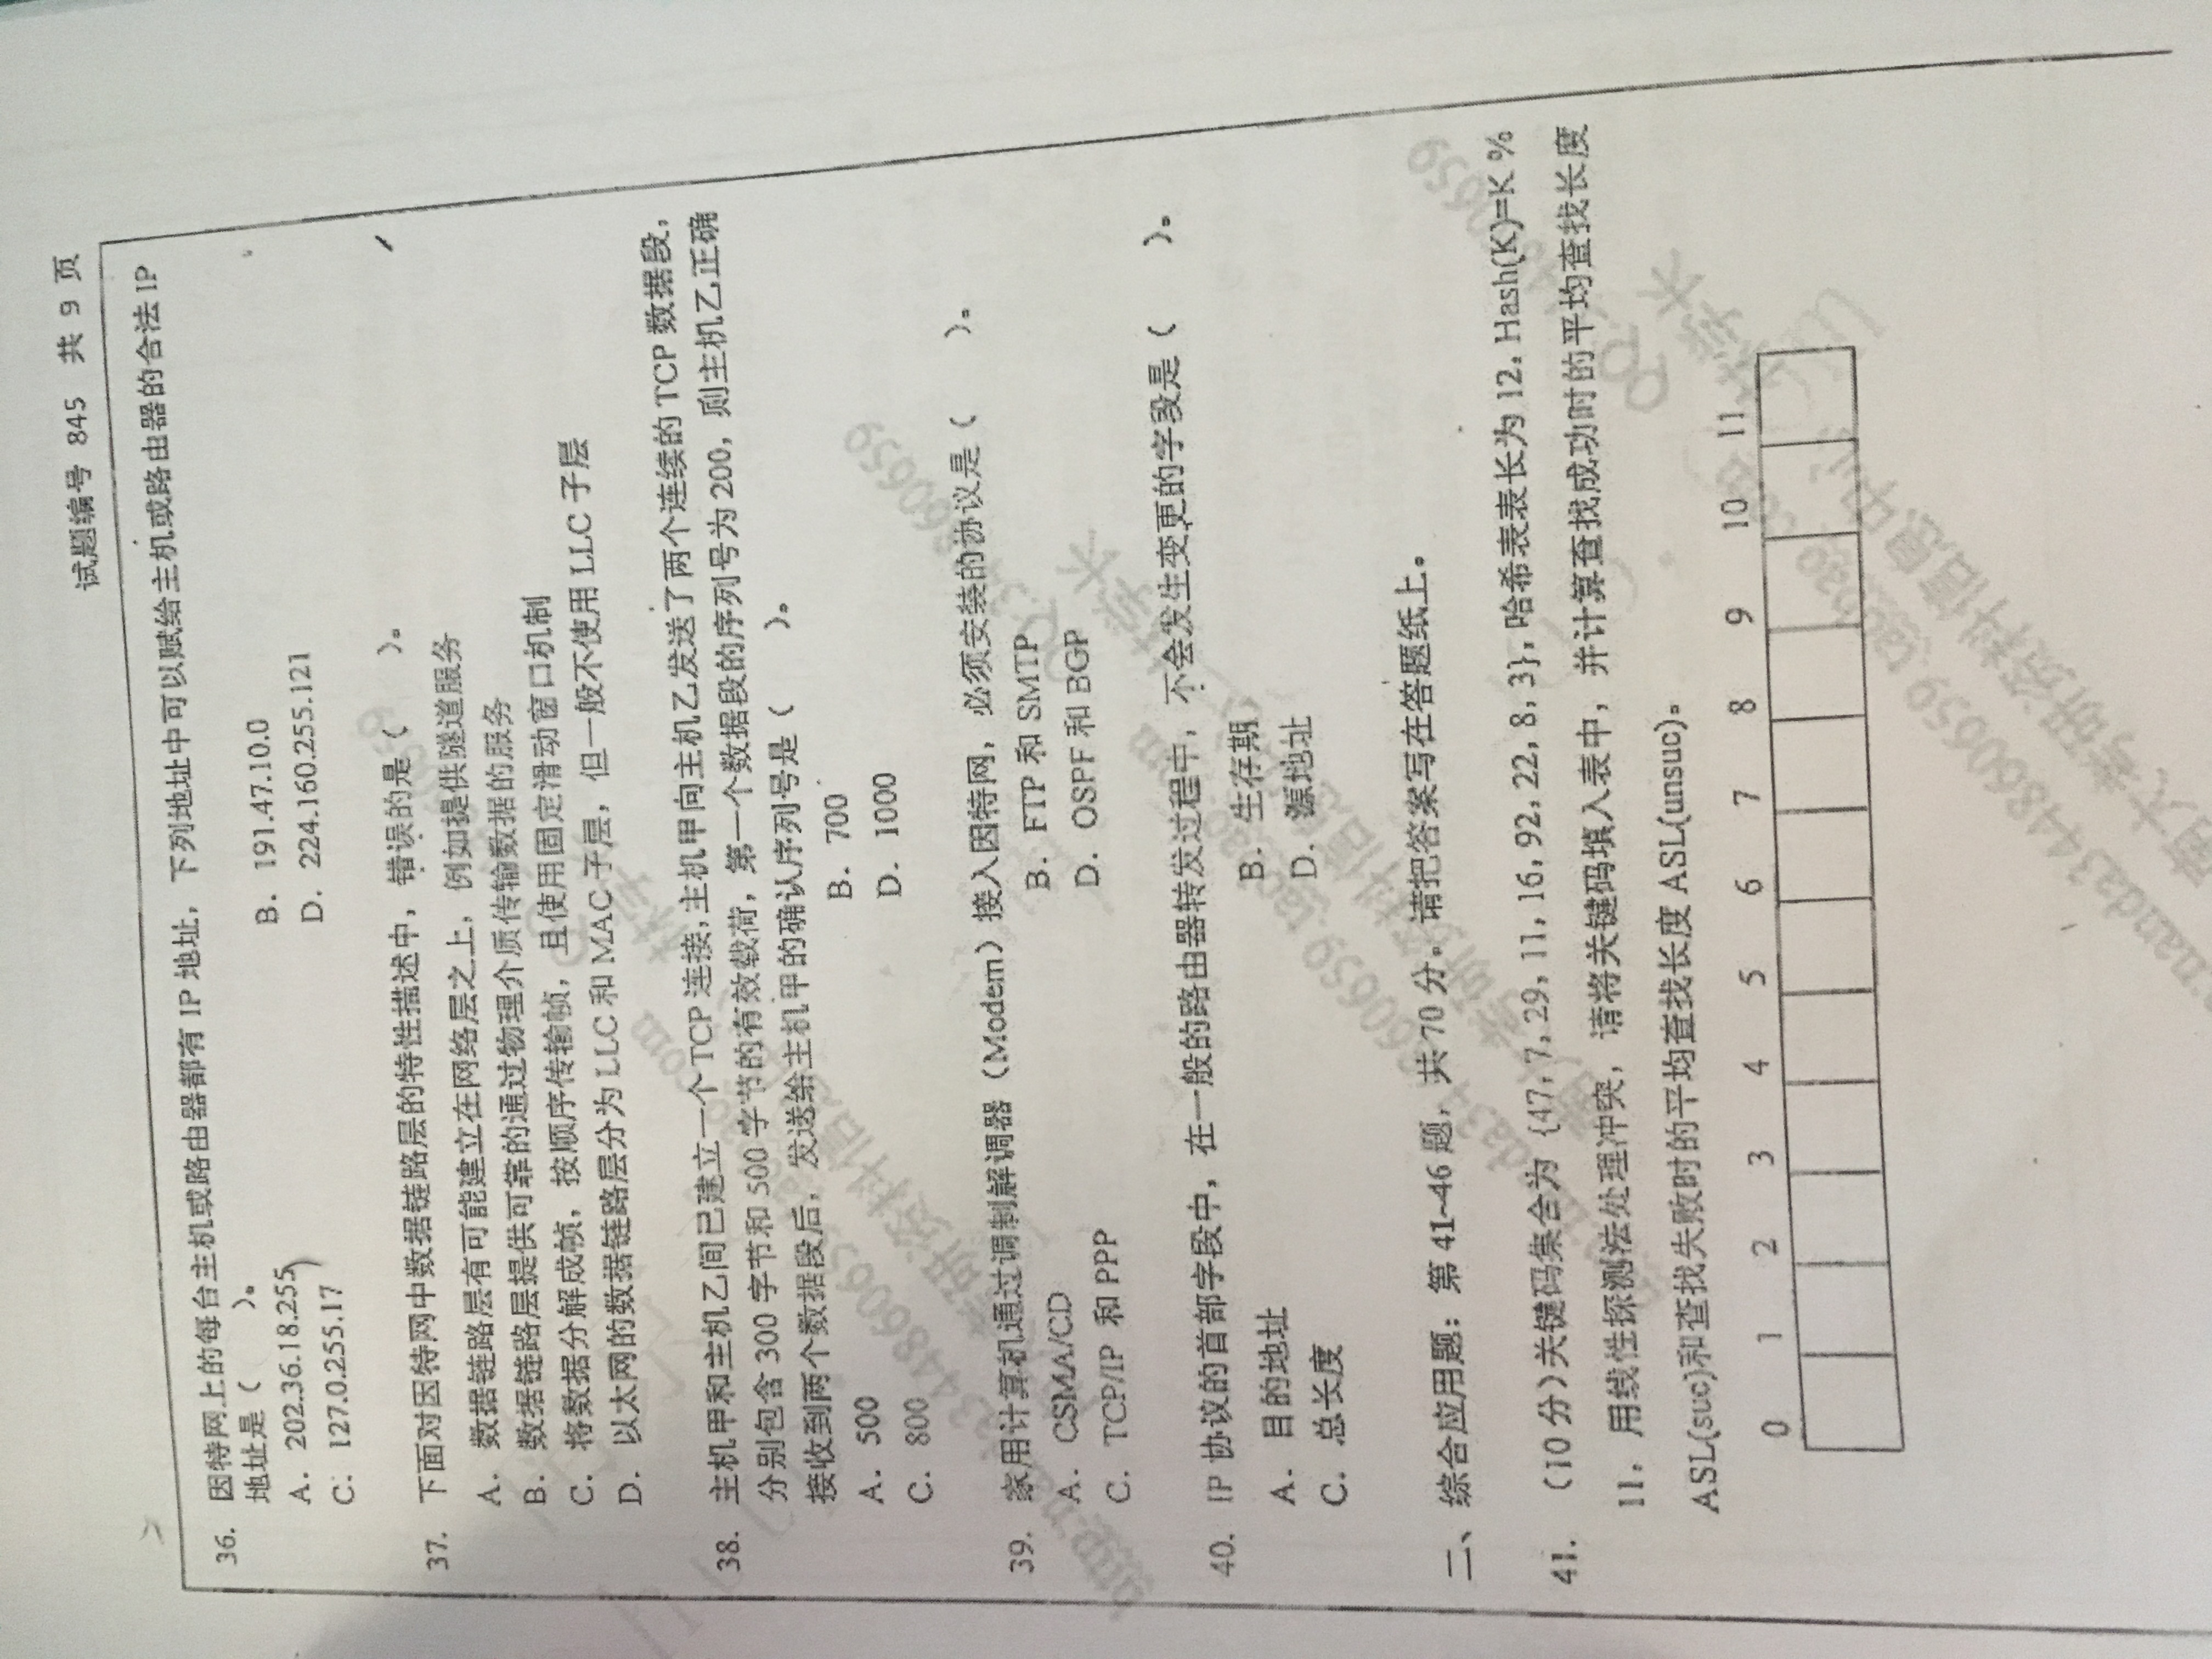 试题编号 845 共 9 页
36. 因特网上的每台主机或路由器都有 IP 地址，下列地址中可以赋给主机或路由器的合法 IP
地址是（ ）。
A. 202.36.18.255
B. 191.47.10.0
C. 127.0.255.17
D. 224.160.255.121
37. 下面对因特网中数据链路层的特性描述中，错误的是（ ）。
A. 数据链路层有可能建立在网络层之上，例如提供隧道服务
B. 数据链路层提供可靠的通过物理介质传输数据的服务
C. 将数据分解成帧，按顺序传输帧，且使用固定滑动窗口机制
D. 以太网的数据链路层分为 LLC 和 MAC 子层，但一般不使用 LLC 子层
38. 主机甲和主机乙间已建立一个 TCP 连接，主机甲向主机乙发送了两个连续的 TCP 数据段，
分别包含 300 字节和 500 字节的有效载荷，第一个数据段的序列号为 200，则主机乙正确
接收到两个数据段后，发送给主机甲的确认序列号是（ ）。
A. 500
B. 700
C. 800
D. 1000
39. 家用计算机通过调制解调器（Modem）接入因特网，必须安装的协议是（ ）。
A. CSMA/CD
B. FTP 和 SMTP
C. TCP/IP 和 PPP
D. OSPF 和 BGP
40. IP 协议的首部字段中，在一般的路由器转发过程中，不会发生变更的字段是（ ）。
A. 目的地址
B. 生存期
C. 总长度
D. 源地址
二、综合应用题：第 41~46 题，共 70 分。请把答案写在答题纸上。
41. （10 分）关键码集合为 {47, 7, 29, 11, 16, 92, 22, 8, 3}，哈希表表长为 12，Hash(K)=K %
11，用线性探测法处理冲突，请将关键码填入表中，并计算查找成功时的平均查找长度
ASL(suc)和查找失败时的平均查找长度 ASL(unsuc)。
0 1 2 3 4 5 6 7 8 9 10 11
QQ:344860659
林学长
南大考研资料信息中心